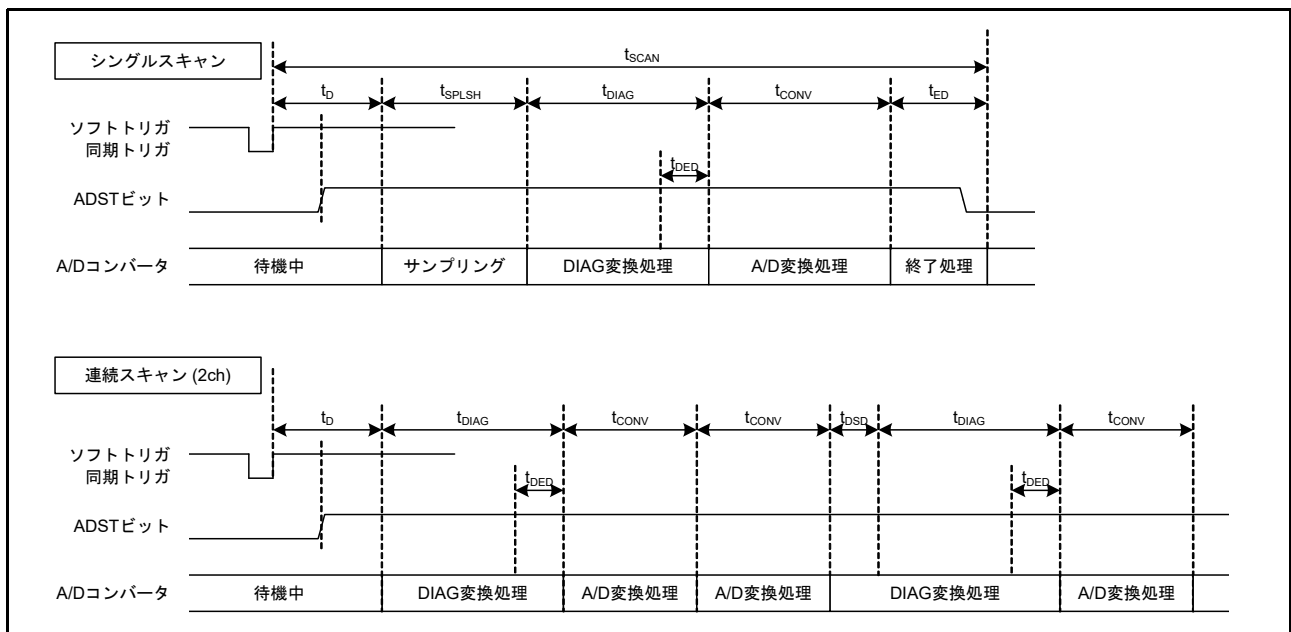 シングルスキャン
tSCAN
tD tSPLSH tDIAG tCONV tED
ソフトトリガ
同期トリガ
tDED
ADSTビット
A/Dコンバータ 待機中 サンプリング DIAG変換処理 A/D変換処理 終了処理
連続スキャン (2ch)
tD tDIAG tCONV tCONV tDSD tDIAG tCONV
ソフトトリガ
同期トリガ
tDED tDED
ADSTビット
A/Dコンバータ 待機中 DIAG変換処理 A/D変換処理 A/D変換処理 DIAG変換処理 A/D変換処理